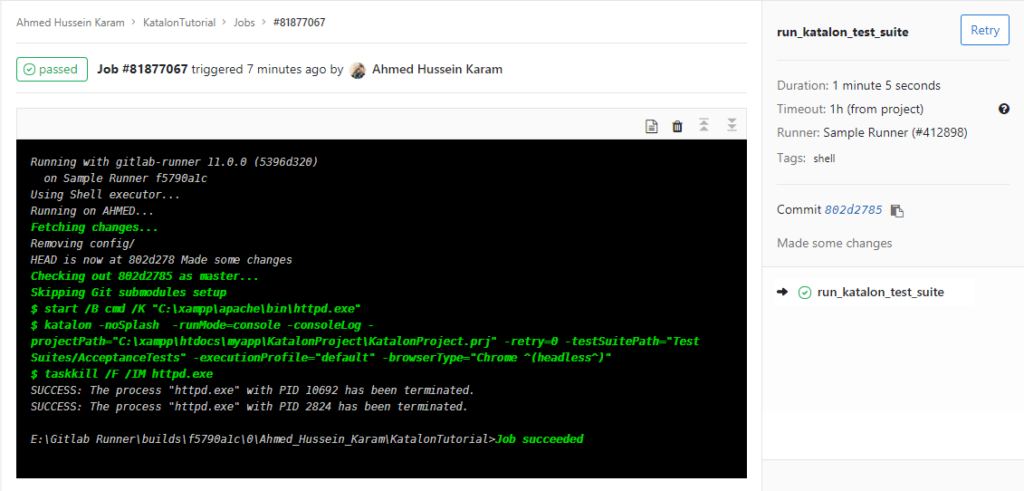 Ahmed Hussein Karam > KatalonTutorial > Jobs > #81877067
passed Job #81877067 triggered 7 minutes ago by Ahmed Hussein Karam
Running with gitlab-runner 11.0.0 (5396d320)
on Sample Runner f5790a1c
Using Shell executor...
Running on AHMED...
Fetching changes...
Removing config/
HEAD is now at 802d278 Made some changes
Checking out 802d2785 as master...
Skipping Git submodules setup
$ start /B cmd /K "C:\xampp\apache\bin\httpd.exe"
$ katalon -noSplash  -runMode=console -consoleLog -
projectPath="C:\xampp\htdocs\myapp\KatalonProject\KatalonProject.prj" -retry=0 -testSuitePath="Test
Suites/AcceptanceTests" -executionProfile="default" -browserType="Chrome ^(headless^)"
$ taskkill /F /IM httpd.exe
SUCCESS: The process "httpd.exe" with PID 10692 has been terminated.
SUCCESS: The process "httpd.exe" with PID 2824 has been terminated.
E:\Gitlab Runner\builds\f5790a1c\0\Ahmed_Hussein_Karam\KatalonTutorial>Job succeeded
run_katalon_test_suite
Retry
Duration: 1 minute 5 seconds
Timeout: 1h (from project)
Runner: Sample Runner (#412898)
Tags: shell
Commit 802d2785
Made some changes
run_katalon_test_suite